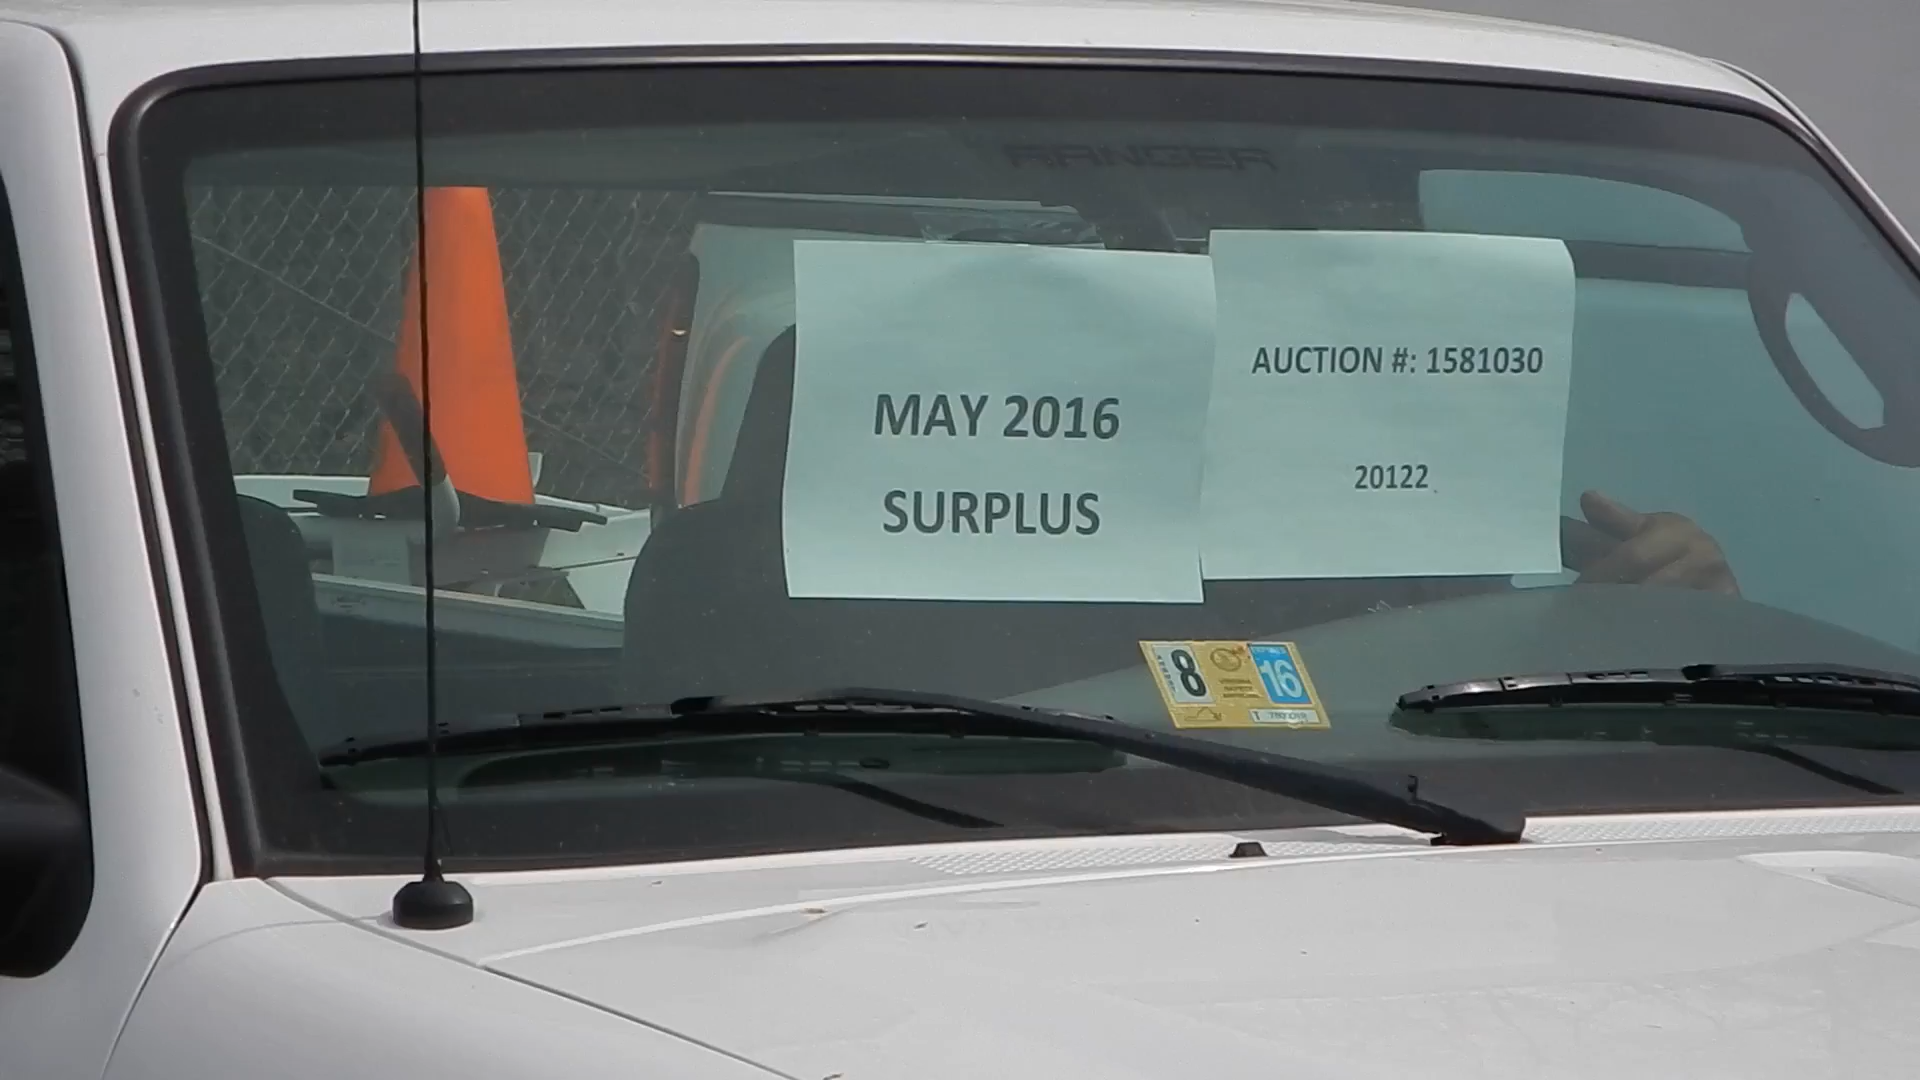 RANGER
MAY 2016
SURPLUS
AUCTION #: 1581030
20122
8
16